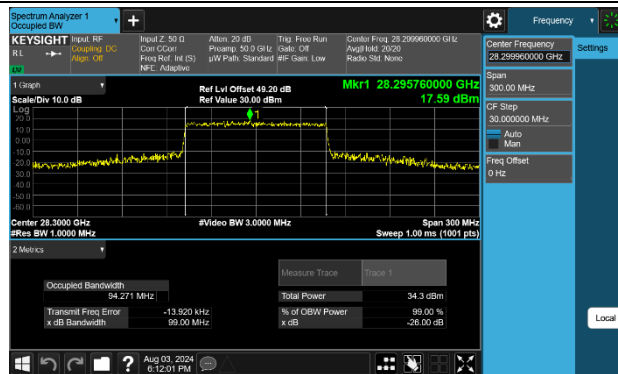 Spectrum Analyzer 1
Occupied BW
Frequency
KEYSIGHT
RL
Input: RF
Coupling: DC
Align: Off
Input Z: 50 Ω
Corr CCorr
Freq Ref: Int (S)
NFE: Adaptive
Atten: 20 dB
Preamp: 50.0 GHz
µW Path: Standard
Trig: Free Run
Gate: Off
#IF Gain: Low
Center Freq: 28.299960000 GHz
Avg|Hold: 20/20
Radio Std: None
LXI
Center Frequency
28.299960000 GHz
Settings
Span
300.00 MHz
CF Step
30.000000 MHz
Auto
Man
Freq Offset
0 Hz
Local
1 Graph
Scale/Div 10.0 dB
Ref Lvl Offset 49.20 dB
Ref Value 30.00 dBm
Mkr1 28.295760000 GHz
17.59 dBm
Log
20.0
10.0
0.00
-10.0
-20.0
-30.0
-40.0
-50.0
-60.0
1
Center 28.3000 GHz
#Video BW 3.0000 MHz
Span 300 MHz
#Res BW 1.0000 MHz
Sweep 1.00 ms (1001 pts)
2 Metrics
Measure Trace
Trace 1
Occupied Bandwidth
94.271 MHz
Total Power
34.3 dBm
Transmit Freq Error
-13.920 kHz
% of OBW Power
99.00 %
x dB Bandwidth
99.00 MHz
x dB
-26.00 dB
?
Aug 03, 2024
6:12:01 PM